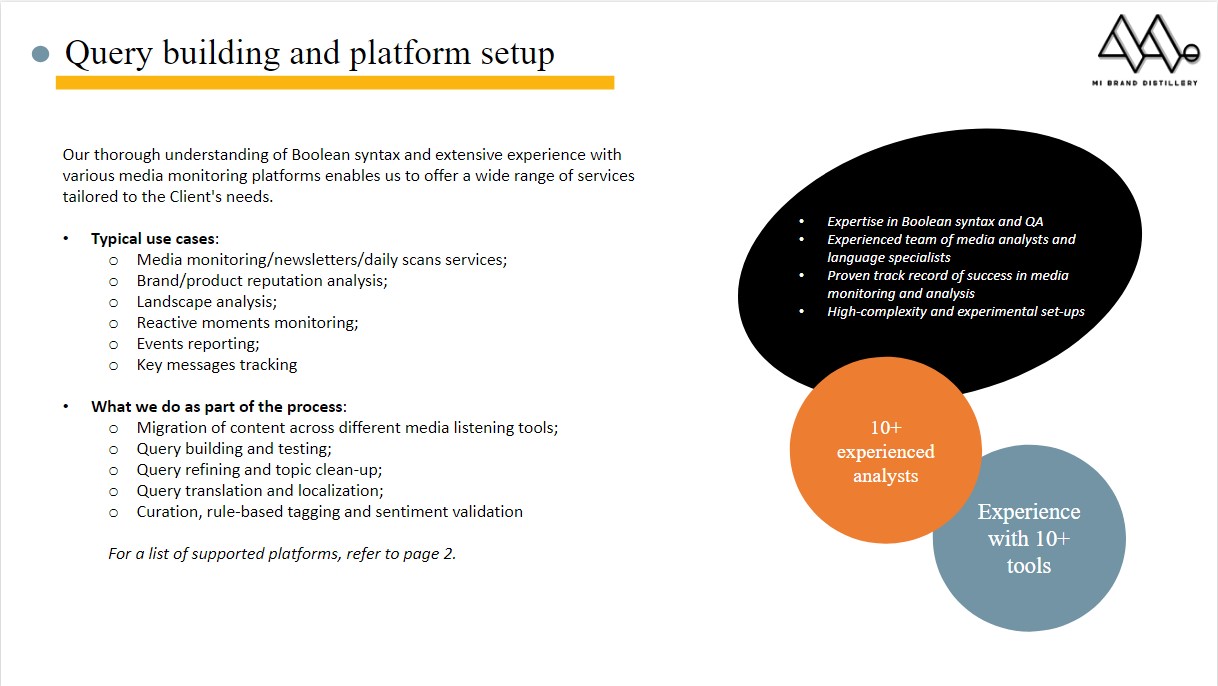 Query building and platform setup
MI BRAND DISTILLERY
Our thorough understanding of Boolean syntax and extensive experience with
various media monitoring platforms enables us to offer a wide range of services
tailored to the Client's needs.
• Typical use cases:
o Media monitoring/newsletters/daily scans services;
o Brand/product reputation analysis;
o Landscape analysis;
o Reactive moments monitoring;
o Events reporting;
o Key messages tracking
• What we do as part of the process:
o Migration of content across different media listening tools;
o Query building and testing;
o Query refining and topic clean-up;
o Query translation and localization;
o Curation, rule-based tagging and sentiment validation
For a list of supported platforms, refer to page 2.
• Expertise in Boolean syntax and QA
• Experienced team of media analysts and
language specialists
• Proven track record of success in media
monitoring and analysis
• High-complexity and experimental set-ups
10+
experienced
analysts
Experience
with 10+
tools